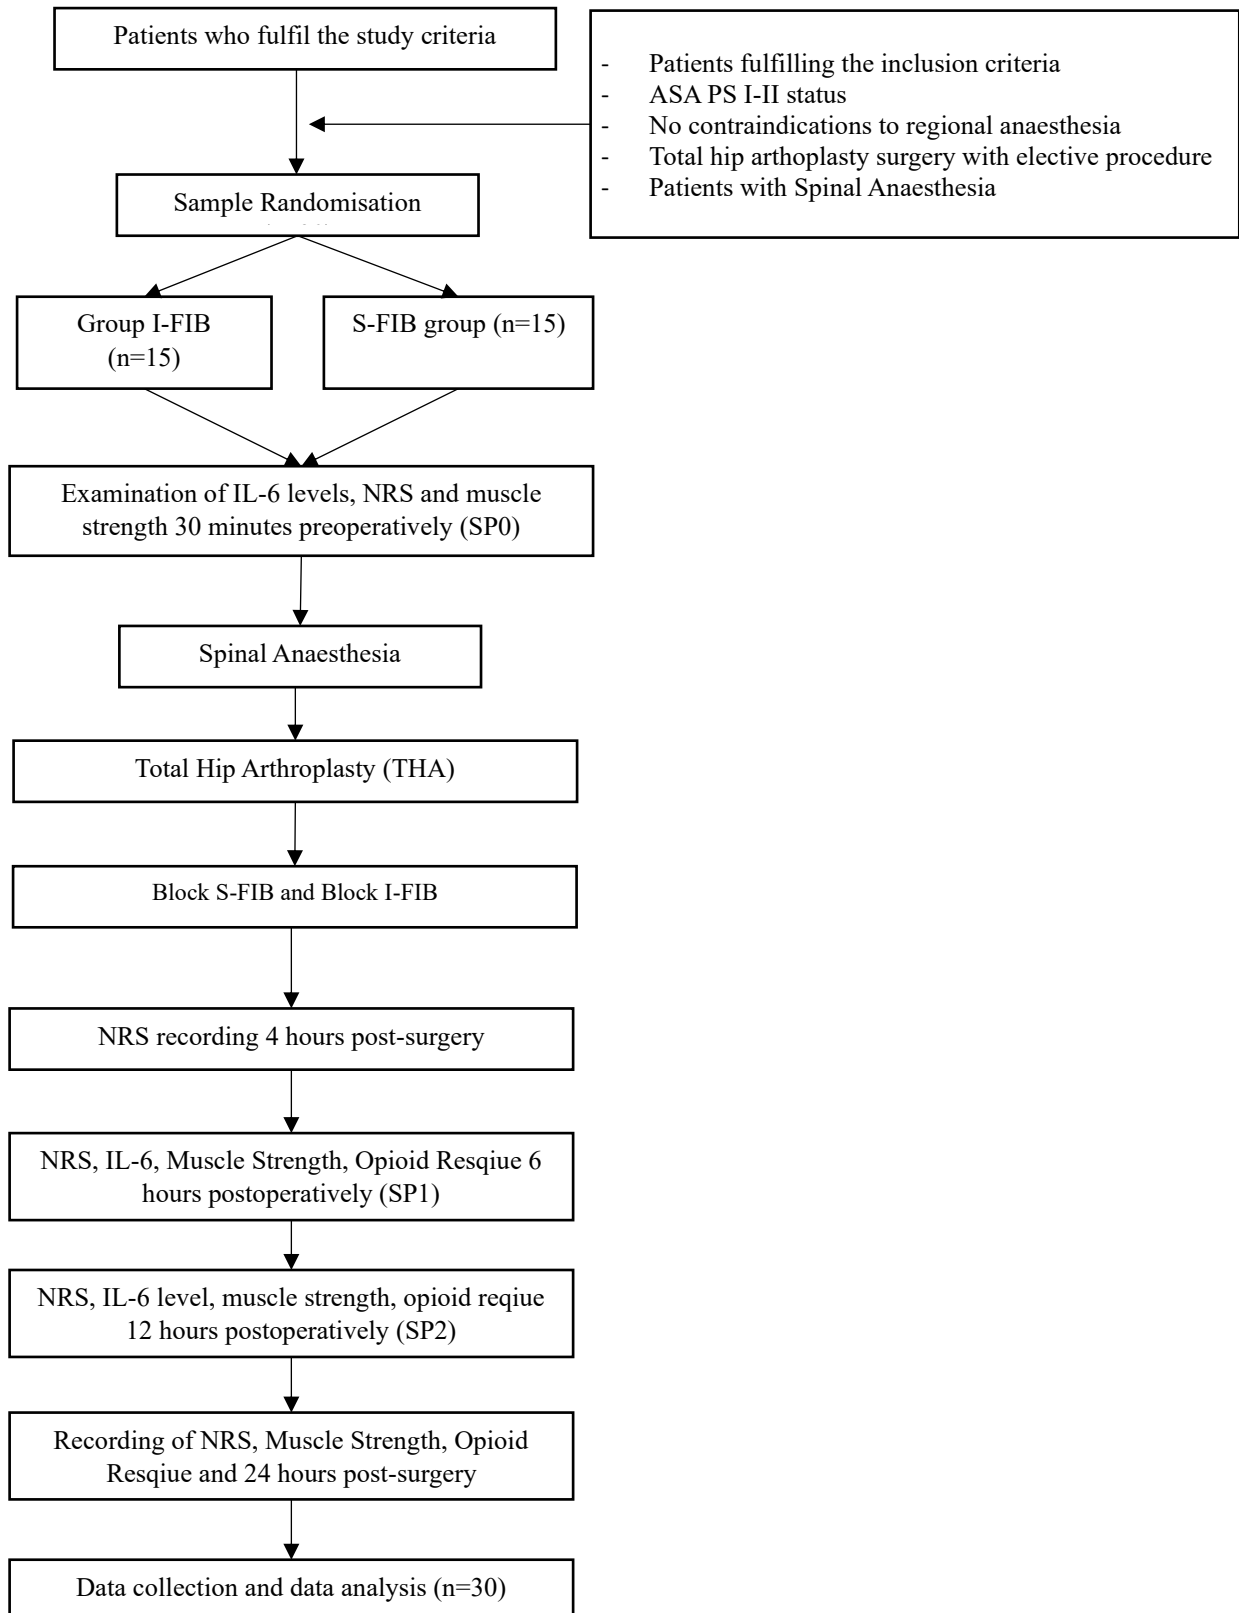 Patients who fulfil the study criteria
- Patients fulfilling the inclusion criteria
- ASA PS I-II status
- No contraindications to regional anaesthesia
- Total hip arthoplasty surgery with elective procedure
- Patients with Spinal Anaesthesia
Sample Randomisation
Group I-FIB
(n=15)
S-FIB group (n=15)
Examination of IL-6 levels, NRS and muscle
strength 30 minutes preoperatively (SP0)
Spinal Anaesthesia
Total Hip Arthroplasty (THA)
Block S-FIB and Block I-FIB
NRS recording 4 hours post-surgery
NRS, IL-6, Muscle Strength, Opioid Resqiue 6
hours postoperatively (SP1)
NRS, IL-6 level, muscle strength, opioid reqiue
12 hours postoperatively (SP2)
Recording of NRS, Muscle Strength, Opioid
Resqiue and 24 hours post-surgery
Data collection and data analysis (n=30)